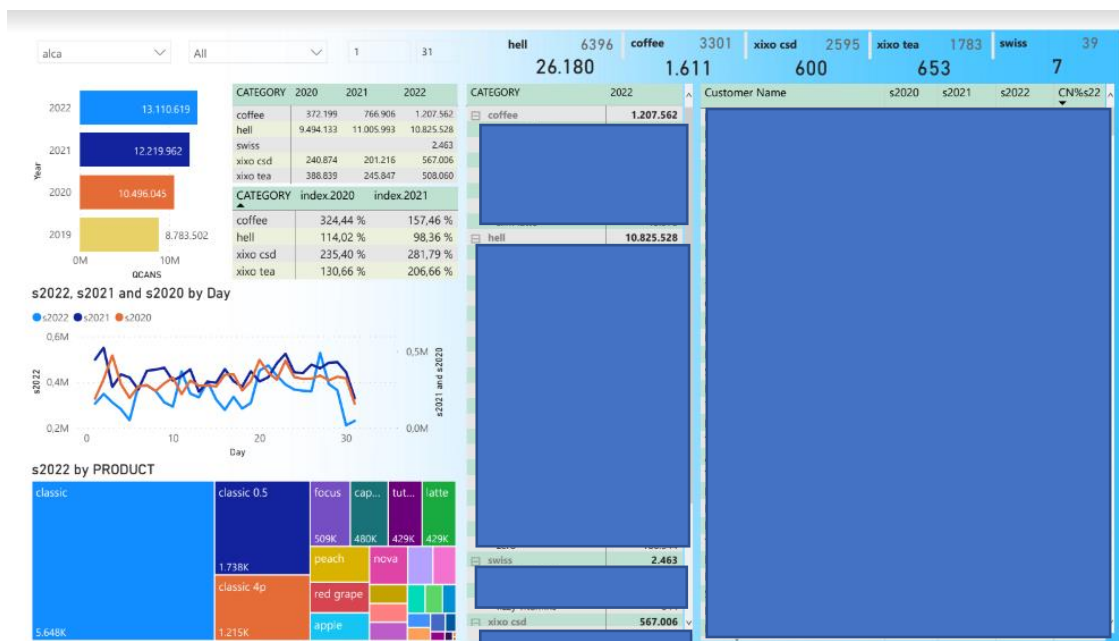 alca All 1 31
hell 6396 coffee 3301 xixo csd 2595 xixo tea 1783 swiss 39
26.180 1.611 600 653 7
Year
2022 13.110.619
2021 12.219.962
2020 10.496.045
2019 8.783.502
0M 10M
QCANS
CATEGORY 2020 2021 2022
coffee 372.199 766.906 1.207.562
hell 9.494.133 11.005.993 10.825.528
swiss 2.463
xixo csd 240.874 201.216 567.006
xixo tea 388.839 245.847 508.060
CATEGORY index.2020 index.2021
coffee 324,44 % 157,46 %
hell 114,02 % 98,36 %
xixo csd 235,40 % 281,79 %
xixo tea 130,66 % 206,66 %
CATEGORY 2022
coffee 1.207.562
hell 10.825.528
swiss 2.463
xixo csd 567.006
Customer Name s2020 s2021 s2022 CN%s22
s2022, s2021 and s2020 by Day
s2022 s2021 s2020
s2022
0,6M
0,4M
0,2M
0,5M
0,0M
s2021 and s2020
0 10 20 30
Day
s2022 by PRODUCT
classic
5.648K
classic 0.5
1.738K
classic 4p
1.215K
focus
509K
cap...
480K
tut...
429K
latte
429K
peach
nova
red grape
apple